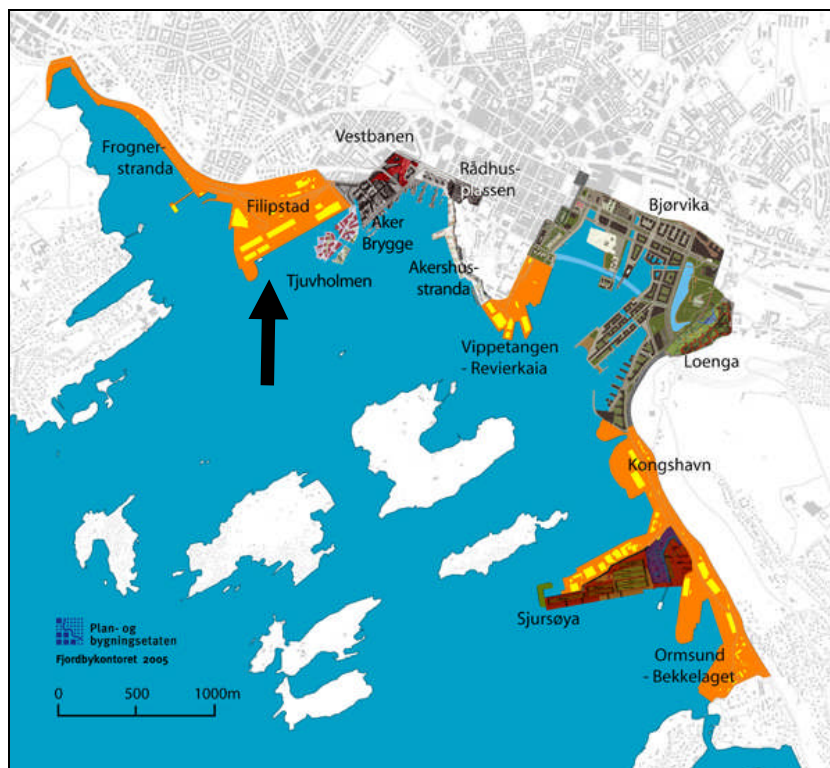 Vestbanen
Frogner-
stranda
Rådhus-
plassen
Bjørvika
Filipstad
Aker
Brygge
Tjuvholmen
Akershus-
stranda
Vippetangen
- Revierkaia
Loenga
Kongshavn
Sjursøya
Ormsund
- Bekkelaget
Plan- og
bygningsetaten
Fjordbykontoret 2005
0 500 1000m